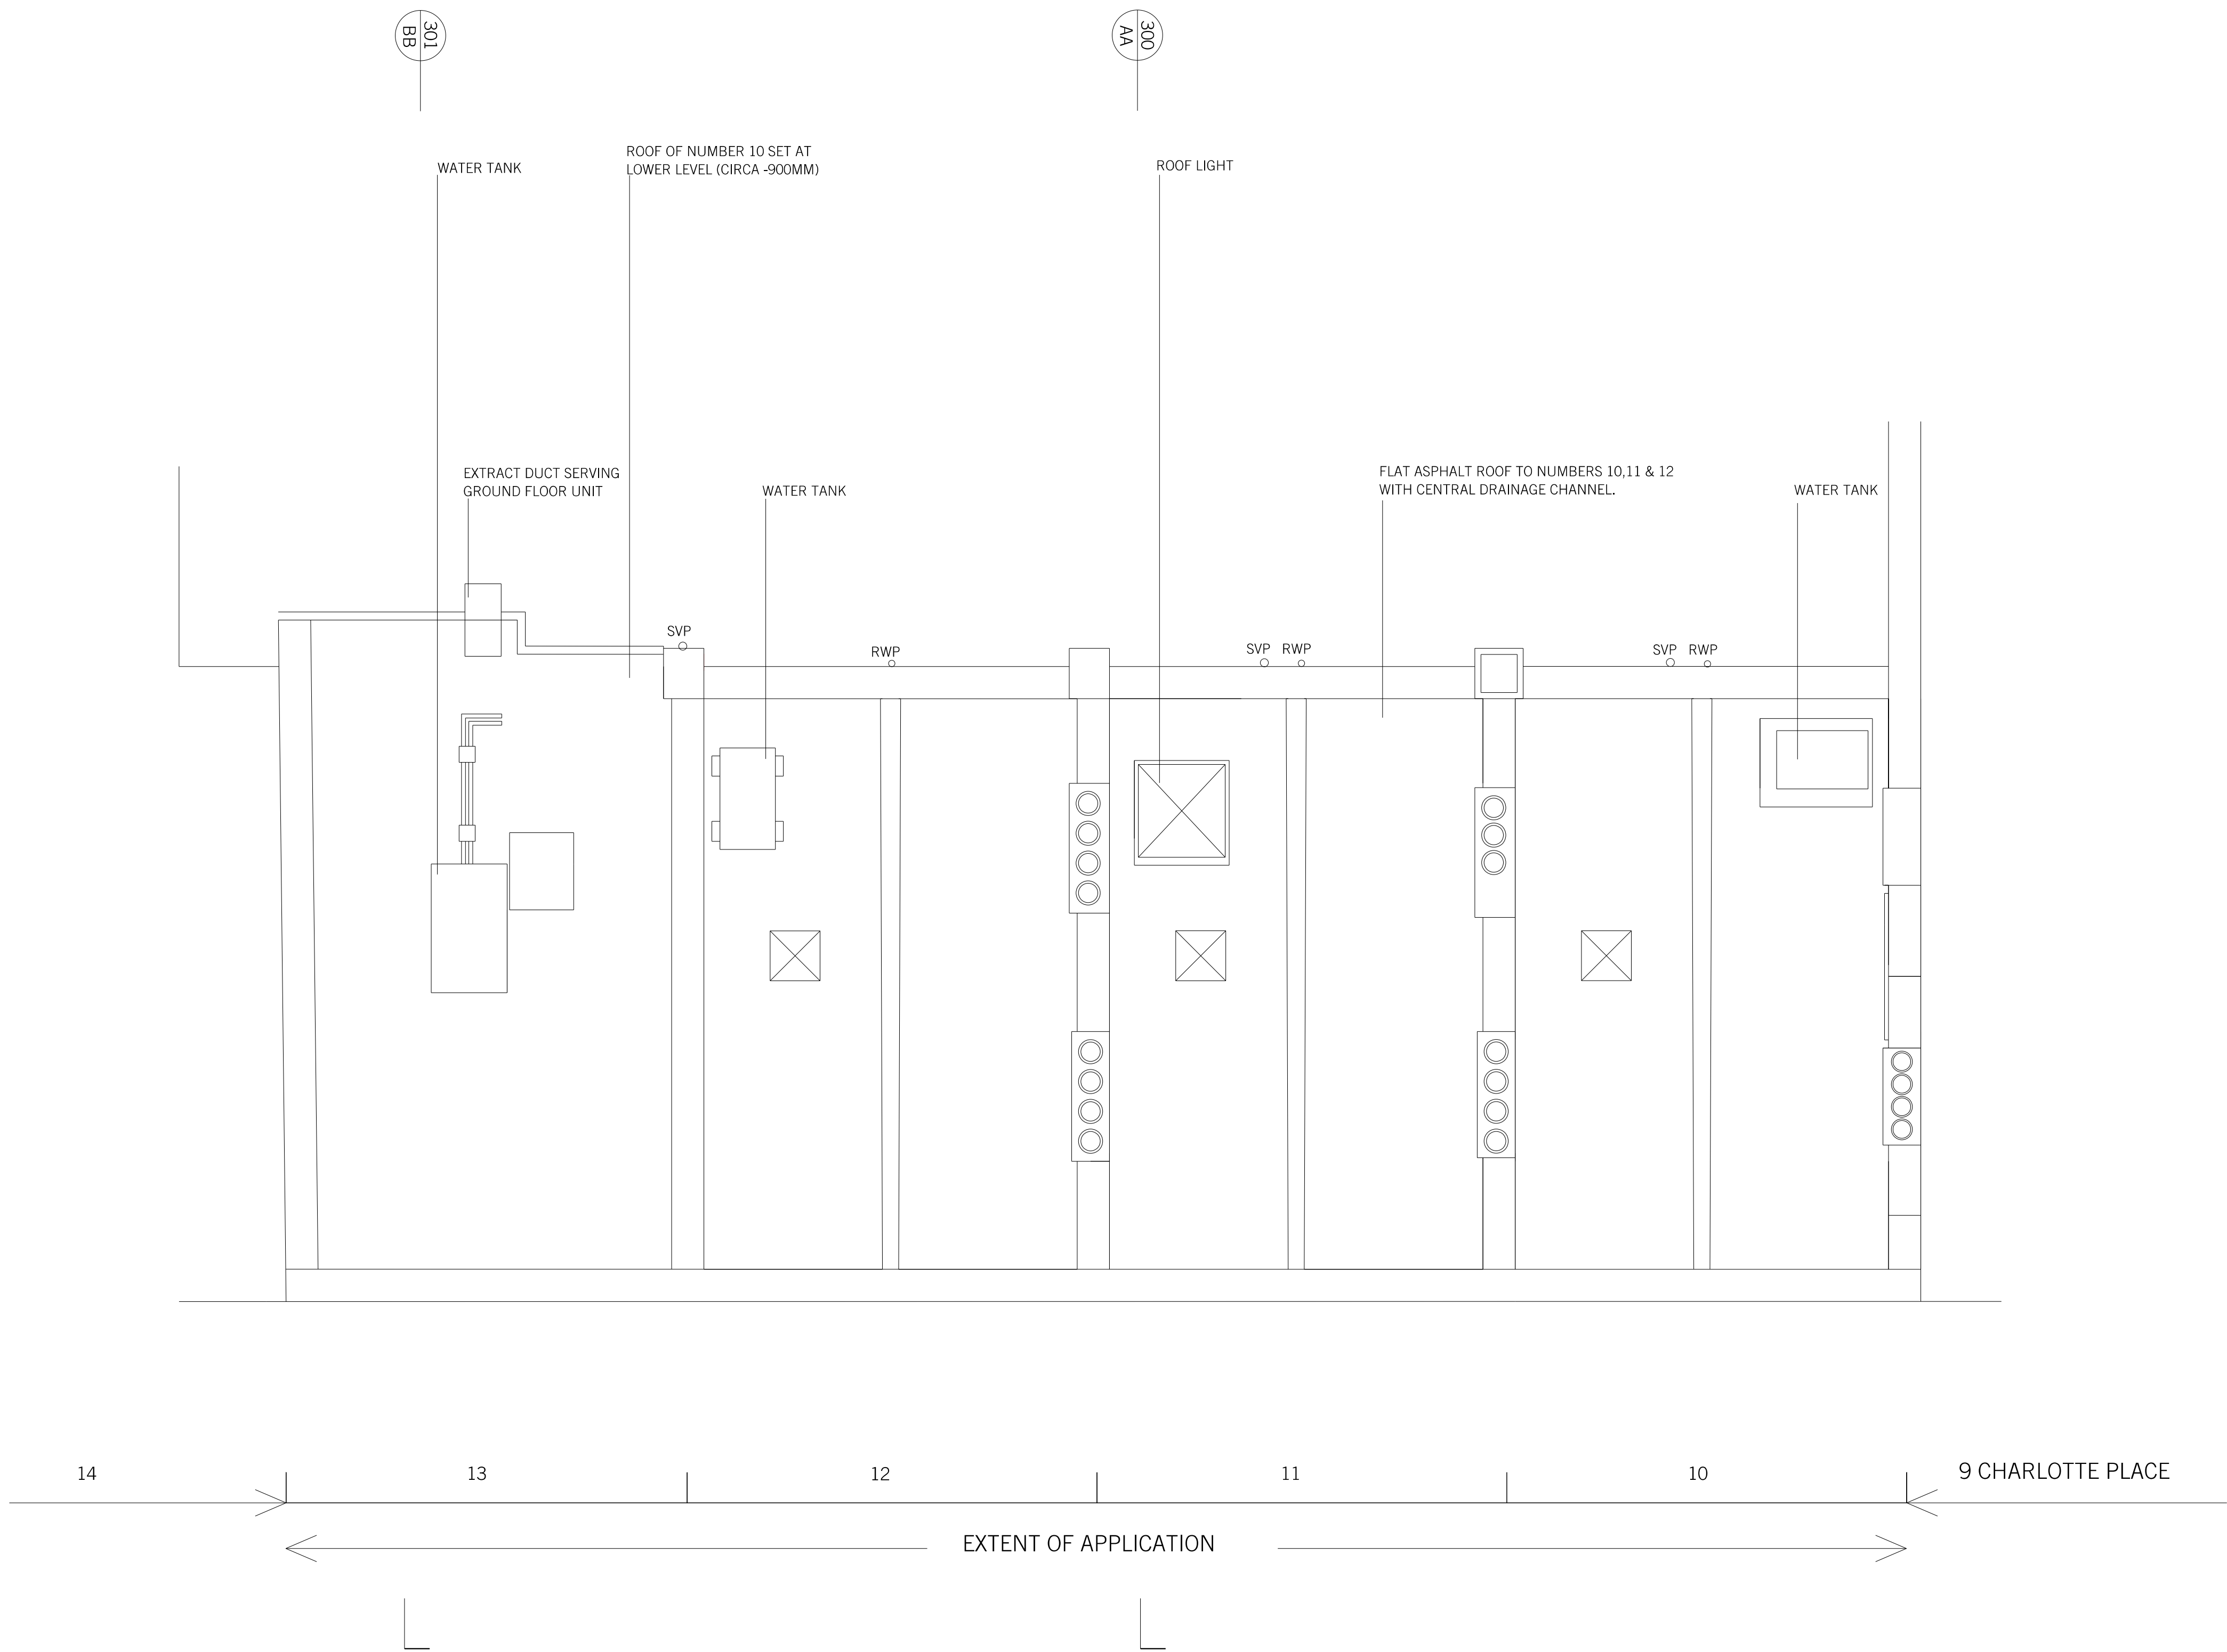 301
BB
300
AA
WATER TANK
ROOF OF NUMBER 10 SET AT
LOWER LEVEL (CIRCA -900MM)
ROOF LIGHT
EXTRACT DUCT SERVING
GROUND FLOOR UNIT
WATER TANK
FLAT ASPHALT ROOF TO NUMBERS 10,11 & 12
WITH CENTRAL DRAINAGE CHANNEL.
WATER TANK
SVP
RWP
SVP RWP
SVP RWP
14
13
12
11
10
9 CHARLOTTE PLACE
EXTENT OF APPLICATION